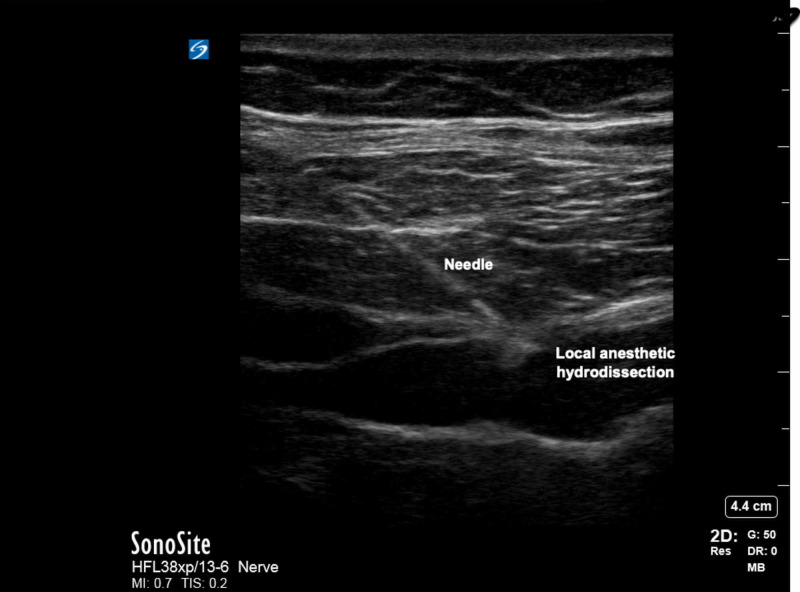 Needle
Local anesthetic
hydrodissection
4.4 cm
SonoSite
HFL38xp/13-6 Nerve
MI: 0.7 TIS: 0.2
2D: G: 50
Res DR: 0
MB